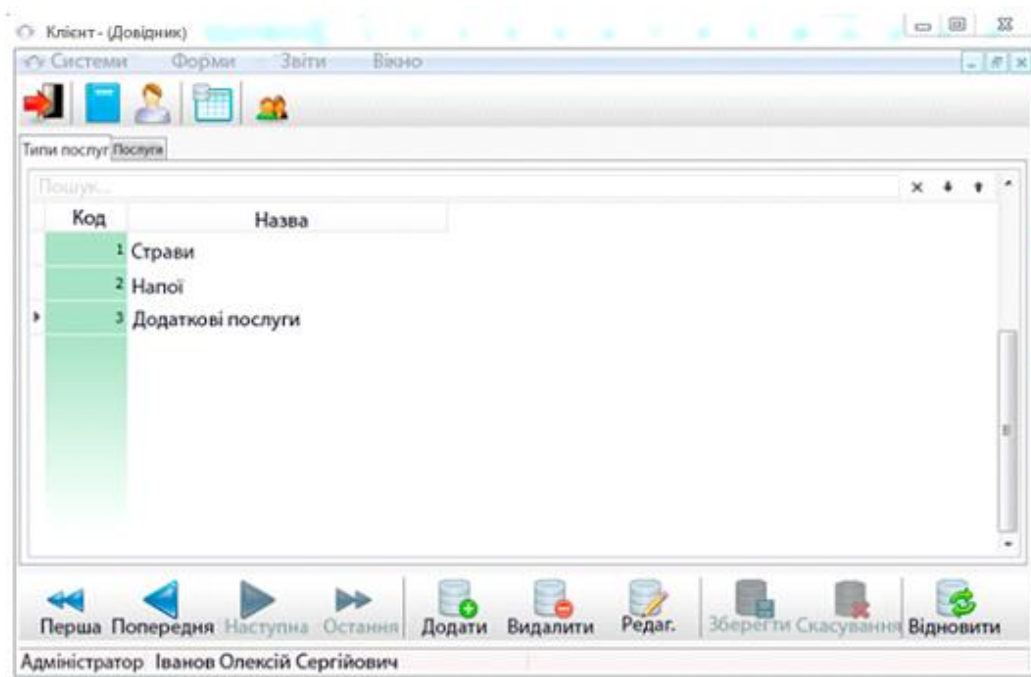 Клієнт - (Довідник)
Системи Форми Звіти Вікно
Типи послуг Послуги
Пошук...
Код Назва
1 Страви
2 Напої
3 Додаткові послуги
Перша Попередня Наступна Остання Додати Видалити Редаг. Зберегти Скасування Відновити
Адміністратор Іванов Олексій Сергійович